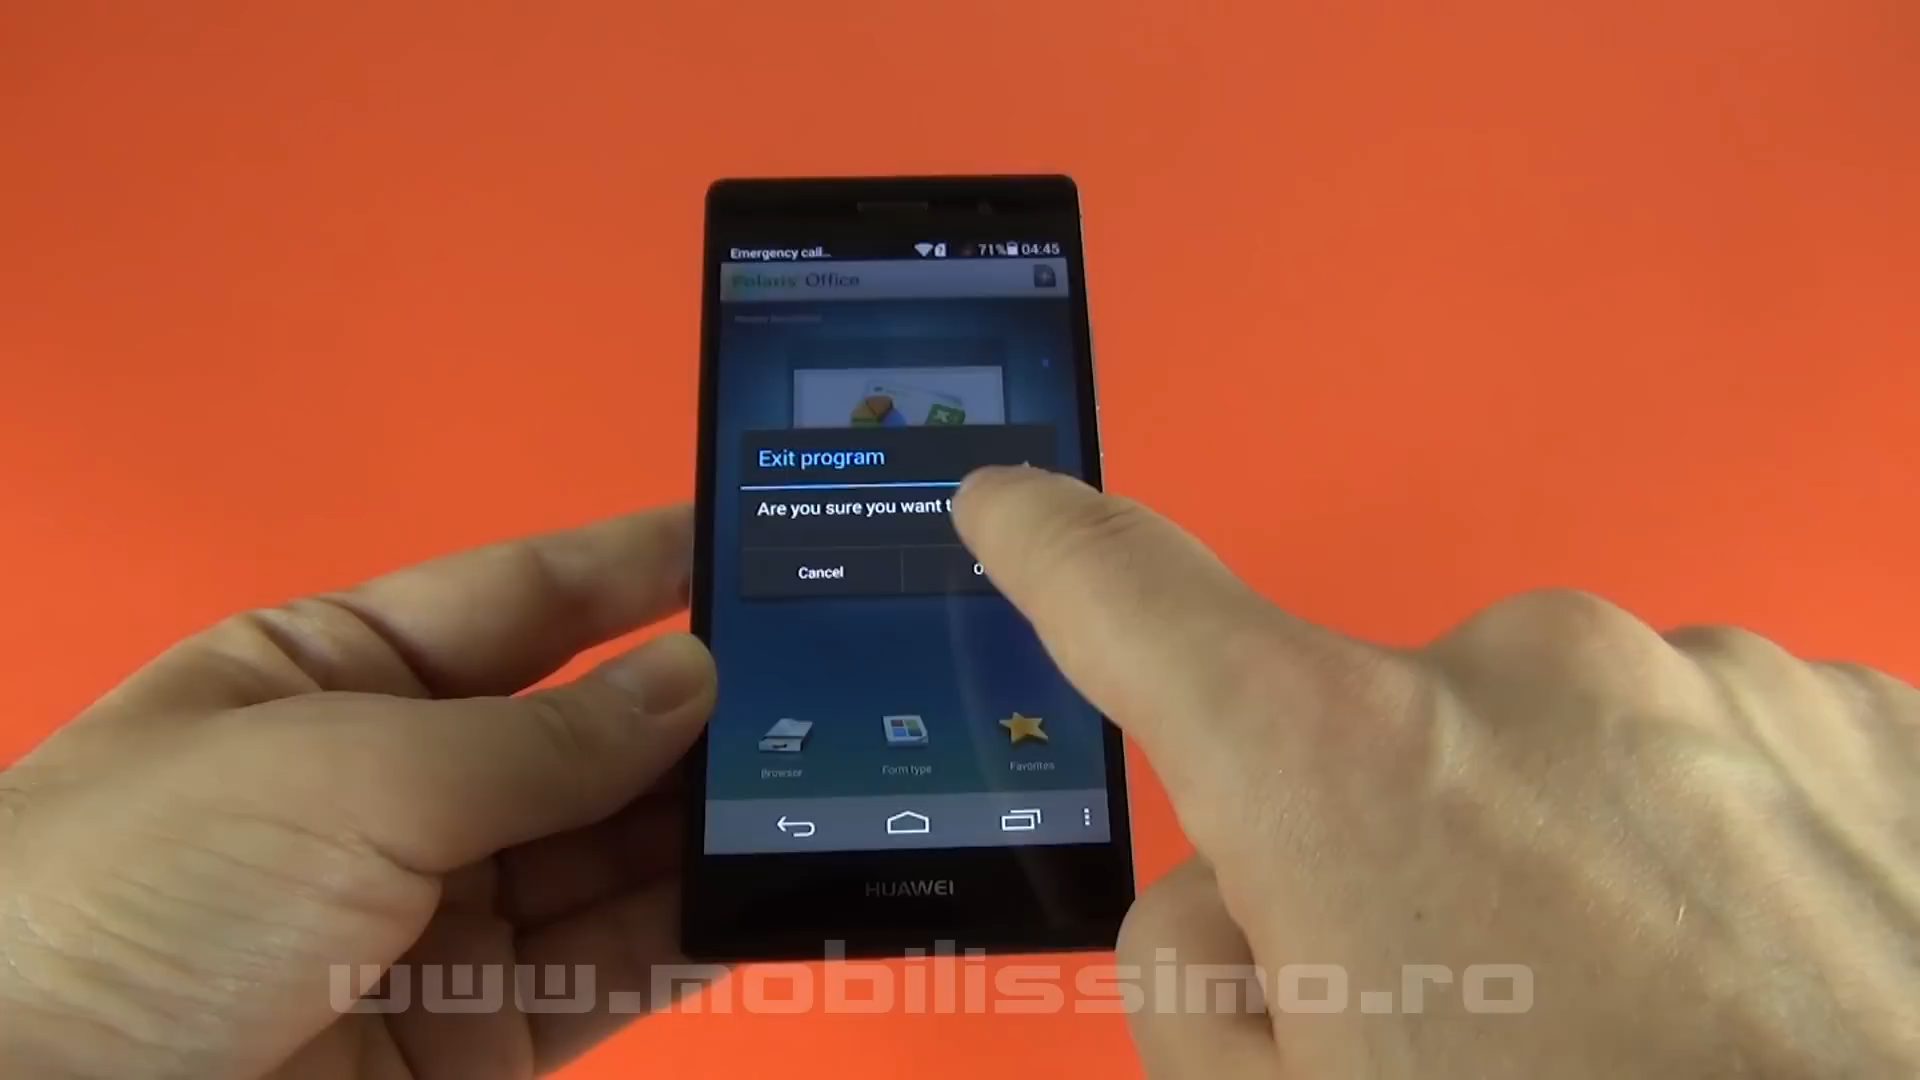 Emergency call...
71% 04:45
Polaris Office
Exit program
Are you sure you want
Cancel
Browser
Form type
Favorites
HUAWEI
www.mobilissimo.ro